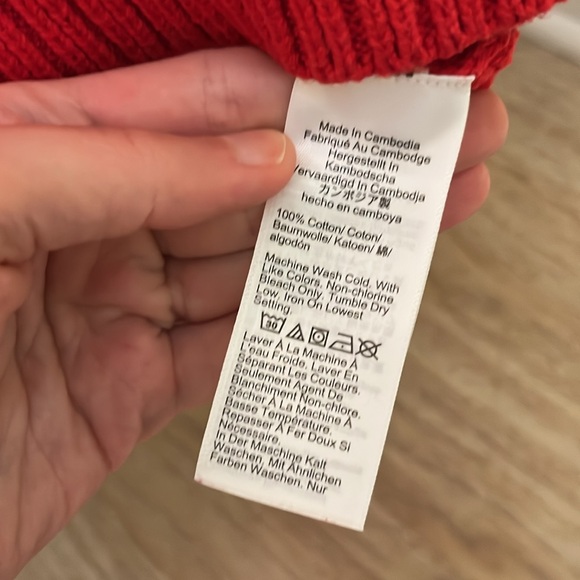 Made In Cambodia
Fabriqué Au Cambodge
Hergestellt In
Kambodscha
Vervaardigd In Cambodja
カンボジア製
hecho en camboya
100% Cotton/ Coton/
Baumwolle/ Katoen/ 綿/
algodón
Machine Wash Cold. With
Like Colors, Non-chlorine
Bleach Only, Tumble Dry
Low, Iron On Lowest
Setting.
30
Laver À La Machine À
L'eau Froide, Laver En
Séparant Les Couleurs,
Seulement Agent De
Blanchiment Non-chlore,
Sécher À La Machine À
Basse Température,
Repasser À Fer Doux Si
Nécessaire.
In Der Maschine Kalt
Waschen, Mit Ähnlichen
Farben Waschen, Nur